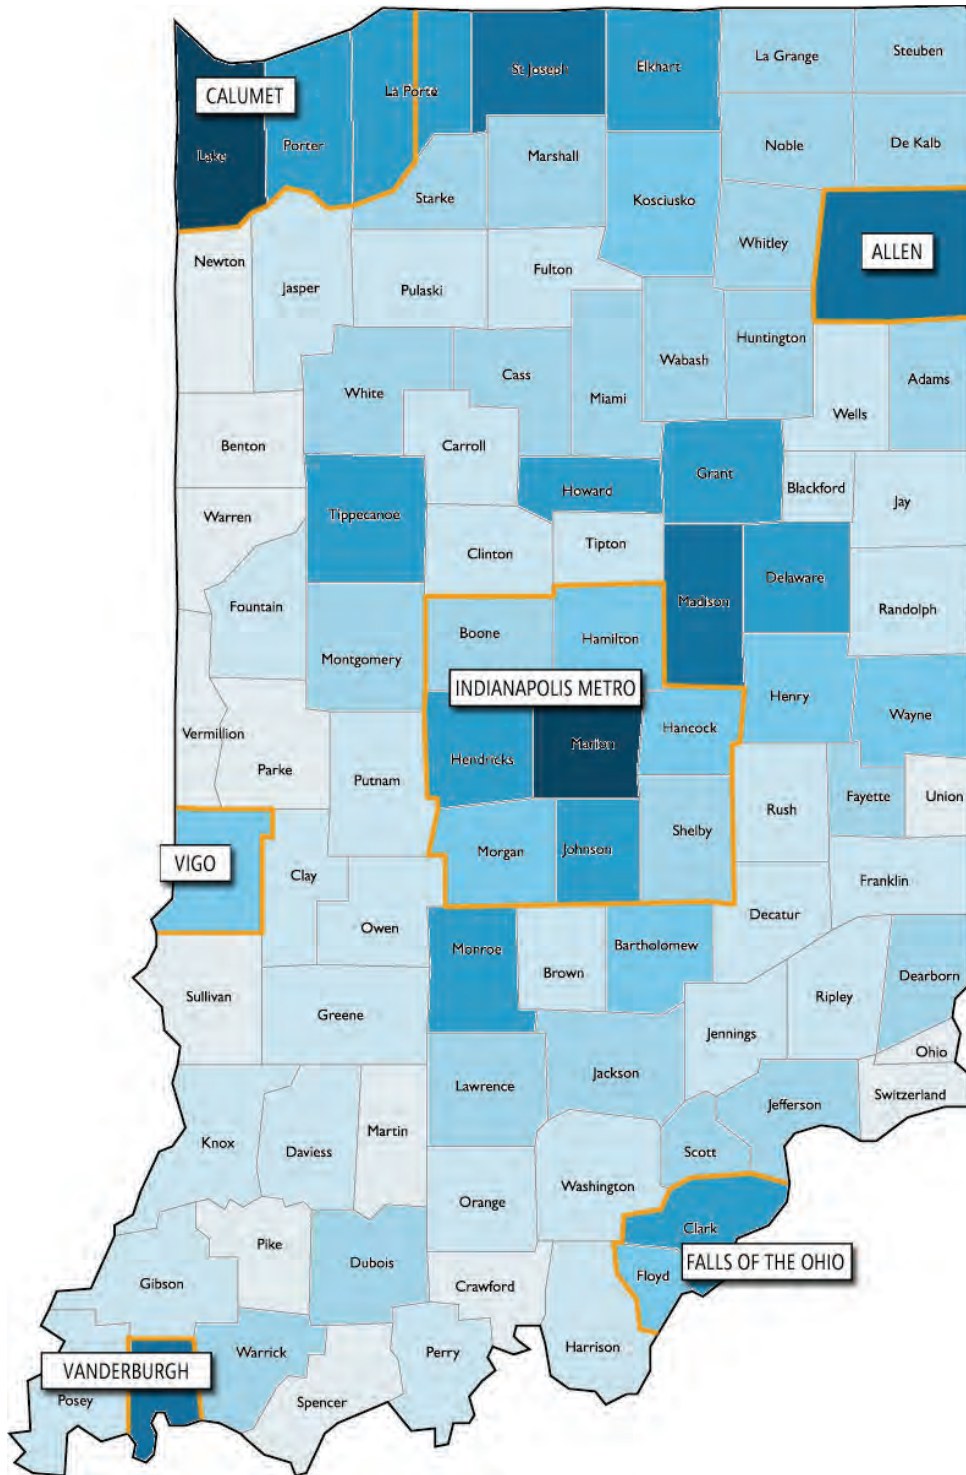 Steuben
La Grange
St Joseph
Elkhart
CALUMET
La Porte
Lake
Porter
Noble
De Kalb
Marshall
Starke
Kosciusko
Whitley
ALLEN
Newton
Jasper
Pulaski
Fulton
Huntington
Wabash
Cass
White
Miami
Adams
Wells
Benton
Carroll
Grant
Blackford
Howard
Jay
Warren
Tippecanoe
Clinton
Tipton
Delaware
Madison
Fountain
Randolph
Boone
Hamilton
Montgomery
INDIANAPOLIS METRO
Henry
Wayne
Vermillion
Hancock
Marion
Hendricks
Parke
Putnam
Rush
Fayette
Union
Shelby
Morgan
Johnson
VIGO
Clay
Franklin
Decatur
Owen
Monroe
Bartholomew
Brown
Dearborn
Sullivan
Greene
Ripley
Jennings
Ohio
Jackson
Lawrence
Switzerland
Jefferson
Martin
Knox
Daviess
Scott
Washington
Orange
Clark
Pike
Dubois
FALLS OF THE OHIO
Floyd
Gibson
Crawford
Harrison
Warrick
Perry
VANDERBURGH
Posey
Spencer